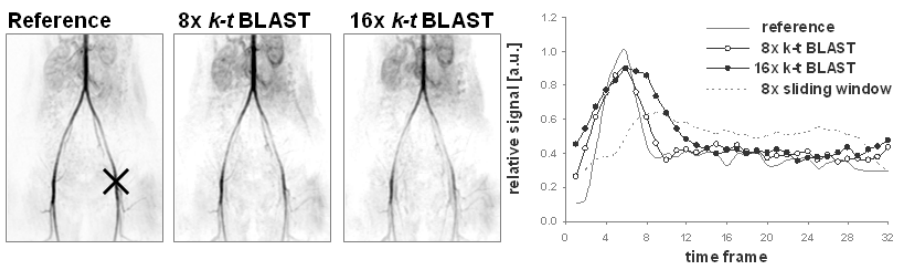 Reference
8x k-t BLAST
16x k-t BLAST
relative signal [a.u.]
1.2
1.0
0.8
0.6
0.4
0.2
0.0
reference
8x k-t BLAST
16x k-t BLAST
8x sliding window
0 4 8 12 16 20 24 28 32
time frame